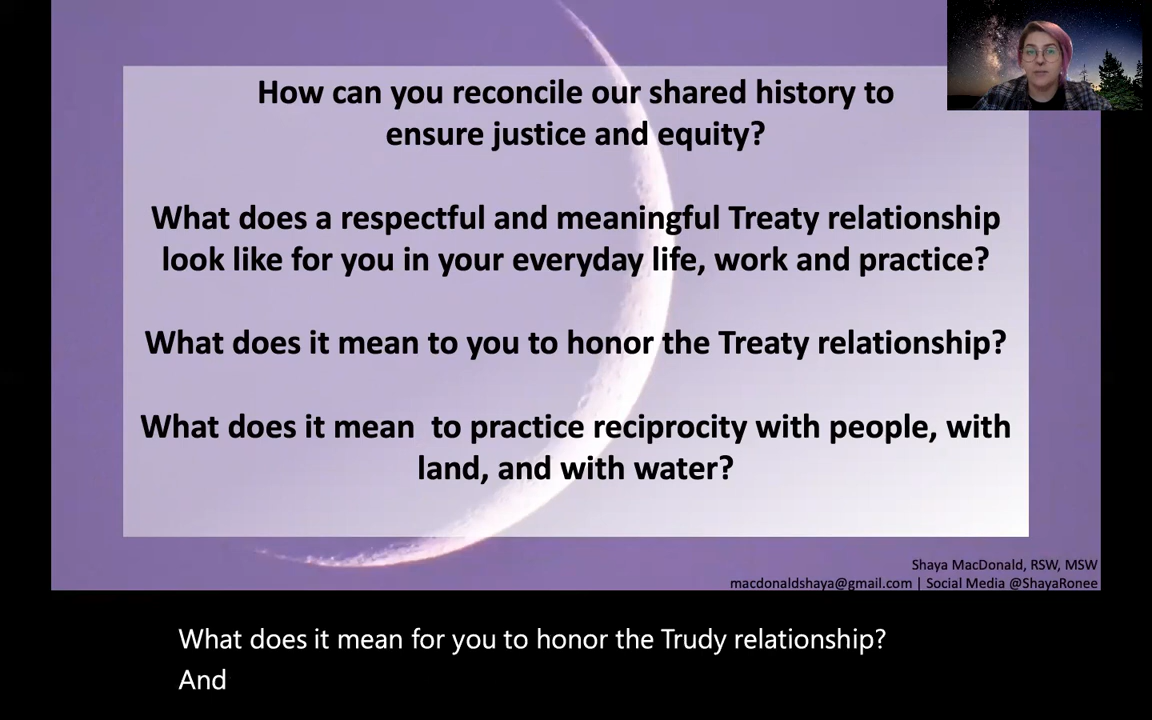 How can you reconcile our shared history to
ensure justice and equity?
What does a respectful and meaningful Treaty relationship
look like for you in your everyday life, work and practice?
What does it mean to you to honor the Treaty relationship?
What does it mean  to practice reciprocity with people, with
land, and with water?
Shaya MacDonald, RSW, MSW
macdonaldshaya@gmail.com | Social Media @ShayaRonee
What does it mean for you to honor the Trudy relationship?
And